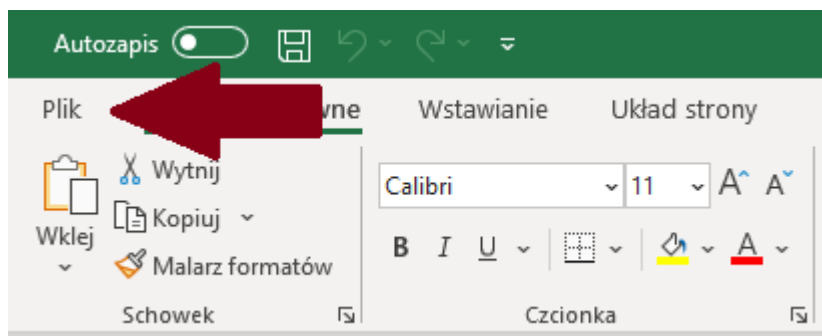 Autozapis
Plik Wstawianie Układ strony
Wytnij
Calibri 11
Kopiuj
Wklej
B I U A
Malarz formatów
Schowek Czcionka